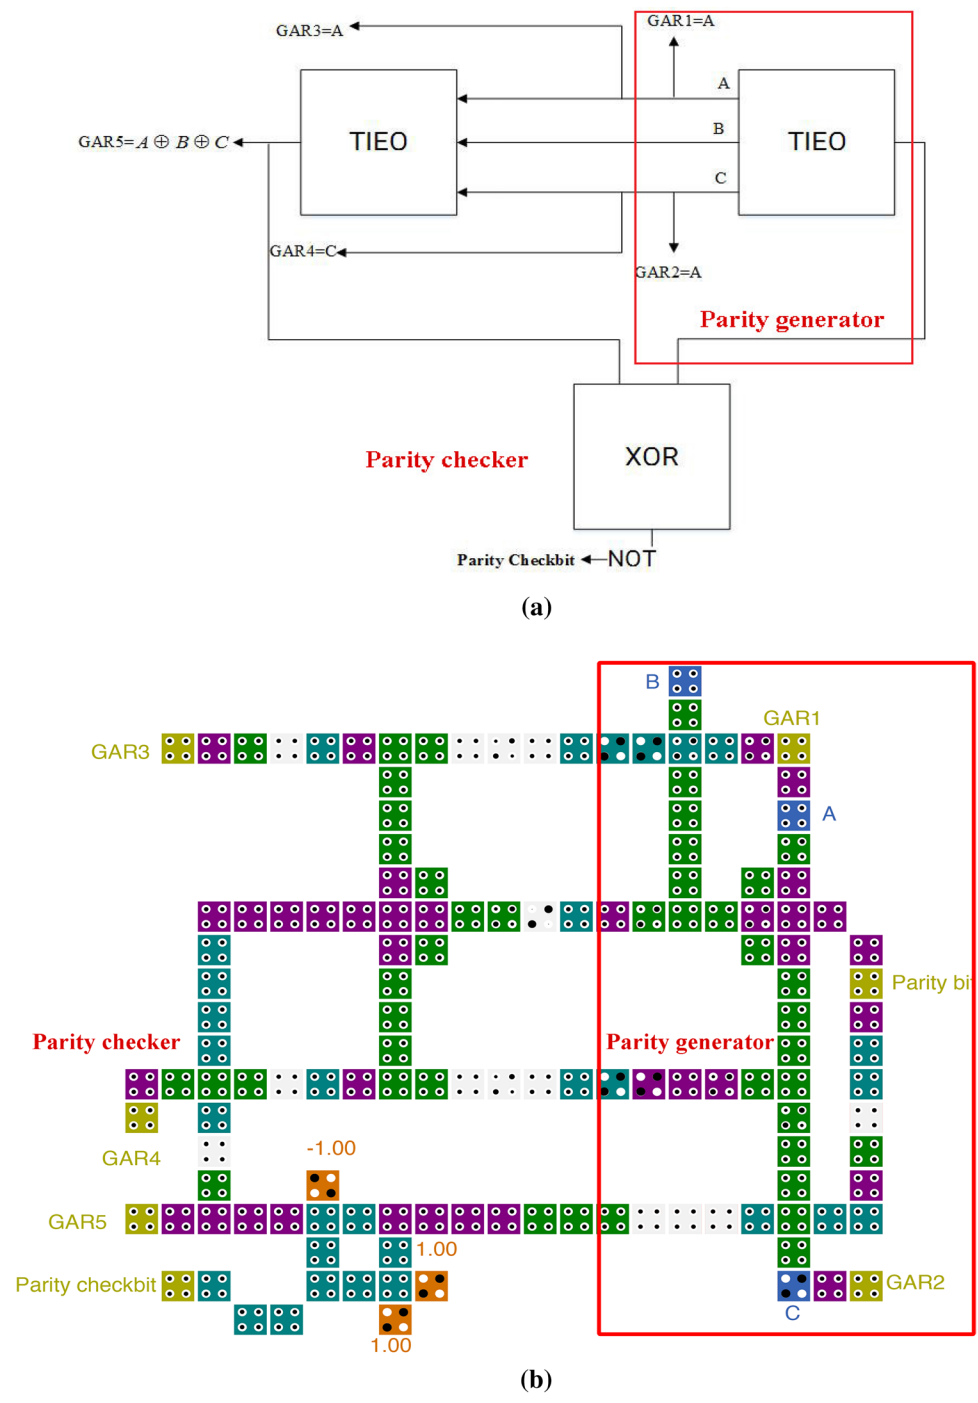 GAR3=A
GAR1=A
A
TIEO
TIEO
B
GAR5= A ⊕ B ⊕ C
C
GAR4=C
GAR2=A
Parity generator
Parity checker
XOR
Parity Checkbit
NOT
(a)
B
GAR1
GAR3
A
Parity bi
Parity checker
Parity generator
GAR4
-1.00
GAR5
1.00
Parity checkbit
GAR2
C
1.00
(b)